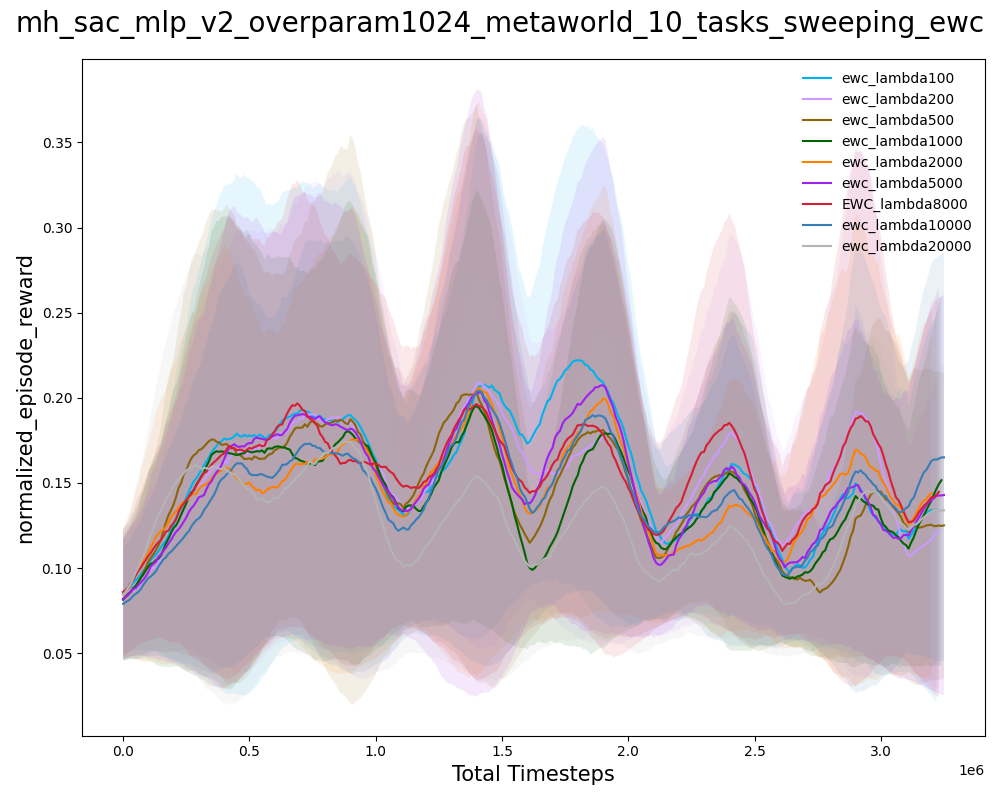 mh_sac_mlp_v2_overparam1024_metaworld_10_tasks_sweeping_ewc
ewc_lambda100
ewc_lambda200
ewc_lambda500
ewc_lambda1000
ewc_lambda2000
ewc_lambda5000
EWC_lambda8000
ewc_lambda10000
ewc_lambda20000
normalized_episode_reward
0.35
0.30
0.25
0.20
0.15
0.10
0.05
0.0 0.5 1.0 1.5 2.0 2.5 3.0
1e6
Total Timesteps